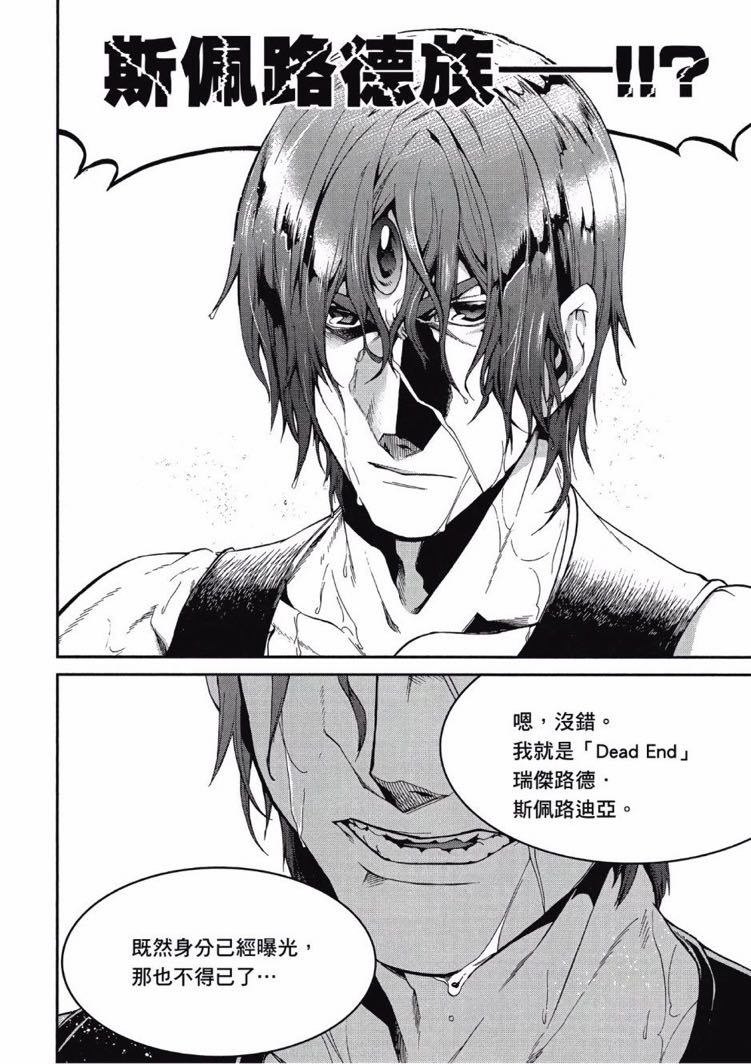 斯佩路德族——!!?
嗯，沒錯。
我就是「Dead End」
瑞傑路德．
斯佩路迪亞。
既然身分已經曝光，
那也不得已了…